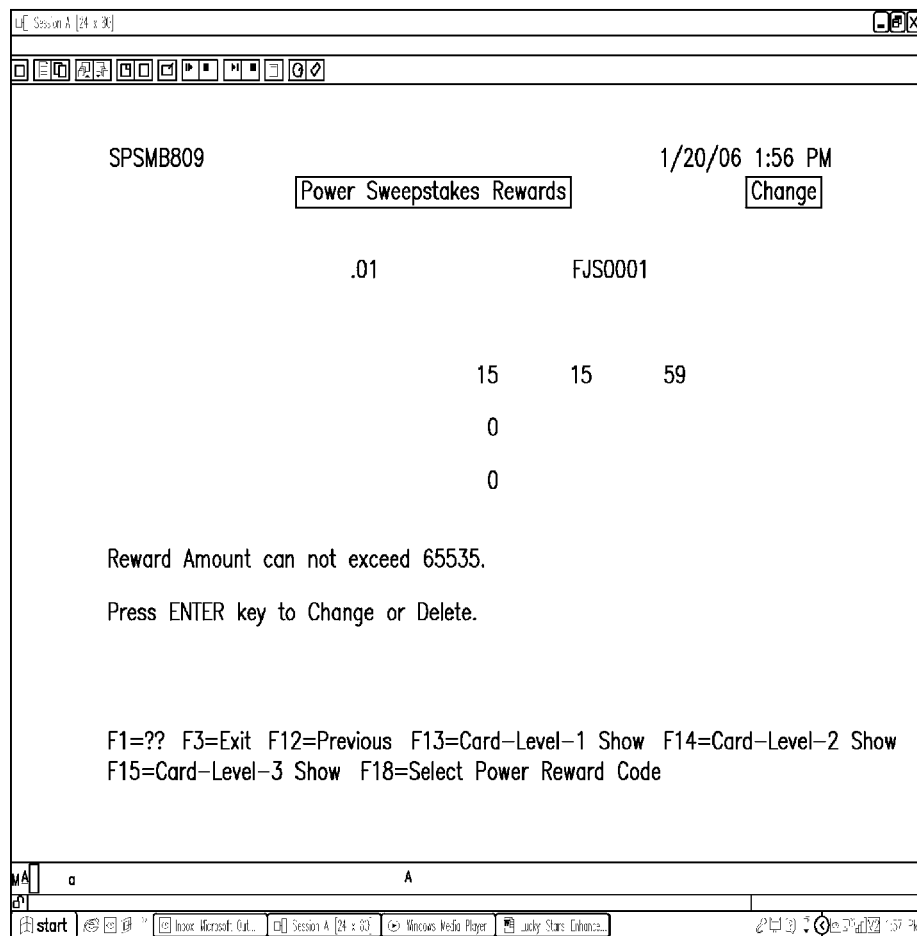 Session A [24 x 80]
SPSMB809 1/20/06 1:56 PM
Power Sweepstakes Rewards Change
.01 FJS0001
15 15 59
0
0
Reward Amount can not exceed 65535.
Press ENTER key to Change or Delete.
F1=?? F3=Exit F12=Previous F13=Card-Level-1 Show F14=Card-Level-2 Show
F15=Card-Level-3 Show F18=Select Power Reward Code
MA a A
start Inbox Microsoft Out... Session A [24 x 80] Windows Media Player Lucky Stars Enhance... 1:57 PM